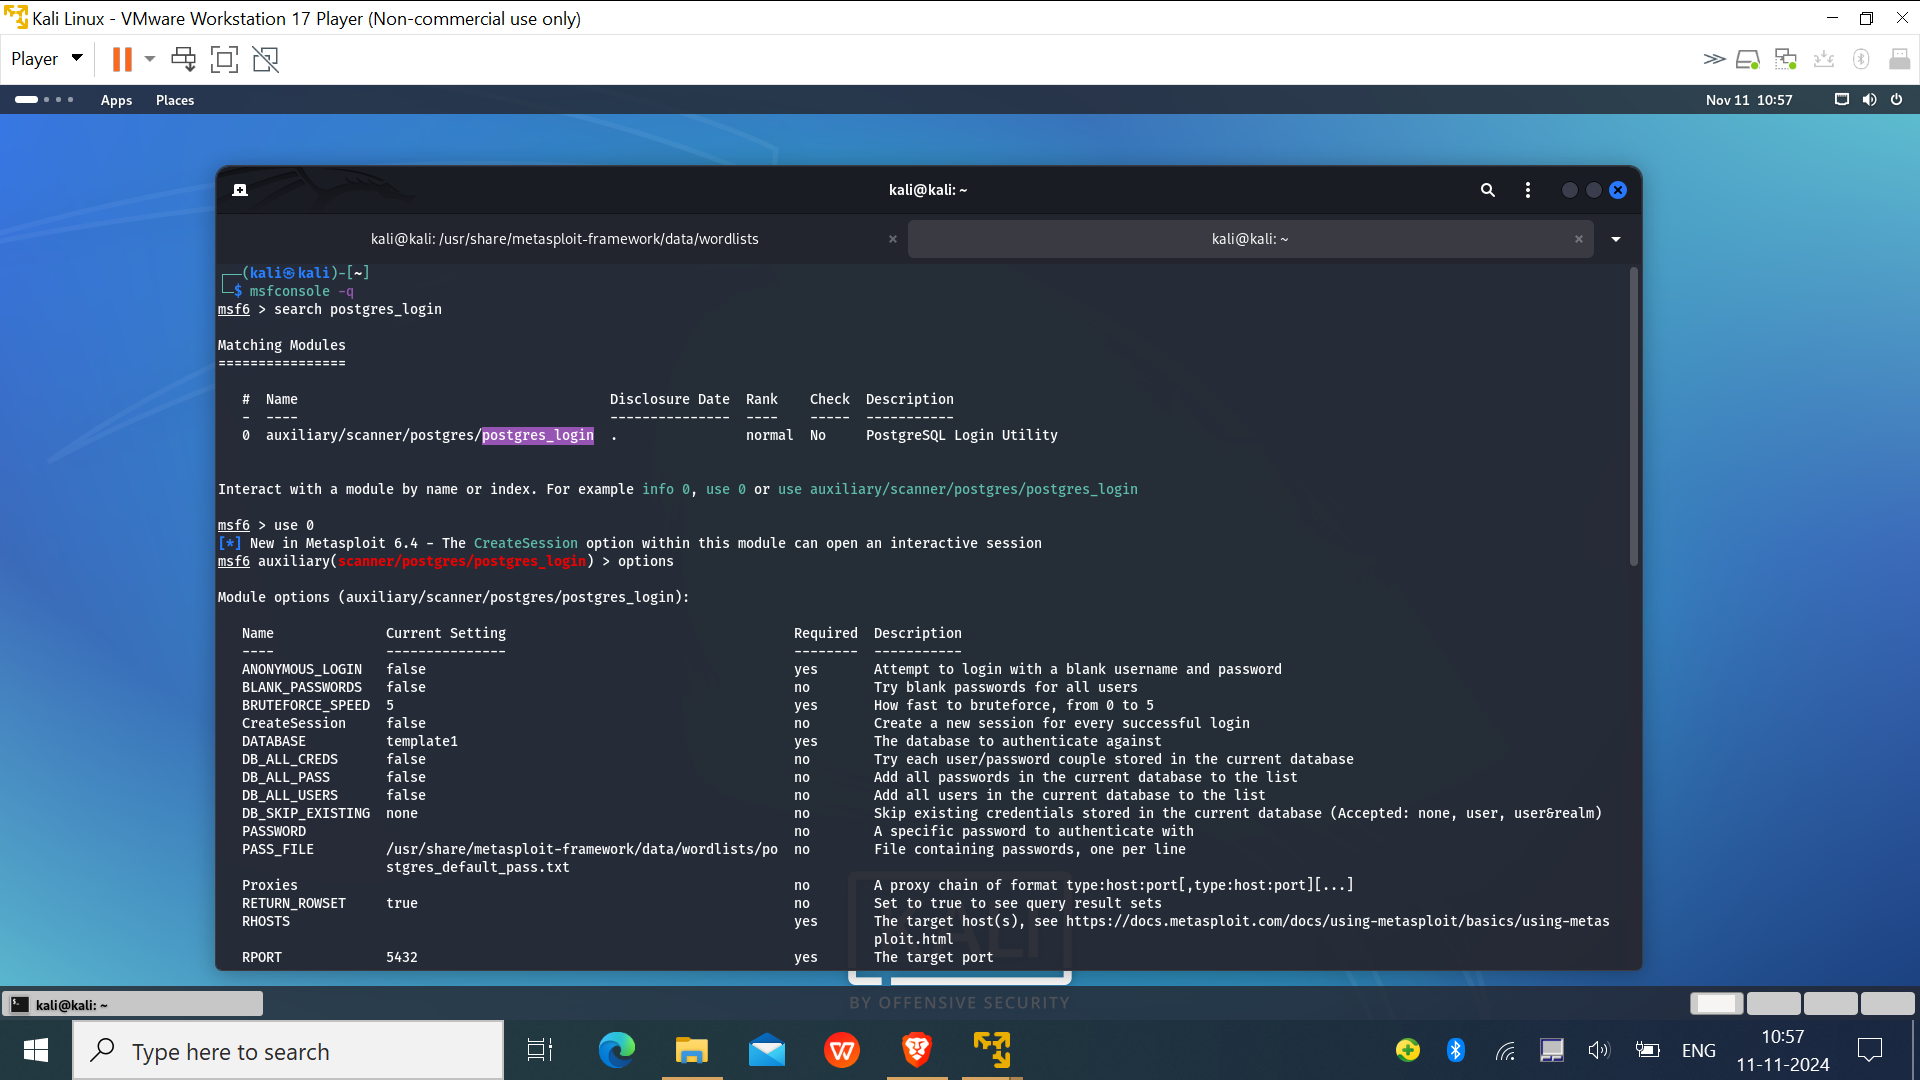 Kali Linux - VMware Workstation 17 Player (Non-commercial use only)
Player
Apps Places Nov 11 10:57
kali@kali: ~
kali@kali: /usr/share/metasploit-framework/data/wordlists
kali@kali: ~
┌──(kali㉿kali)-[~]
└─$ msfconsole -q
msf6 > search postgres_login
Matching Modules
================
# Name Disclosure Date Rank Check Description
- ---- --------------- ---- ----- -----------
0 auxiliary/scanner/postgres/postgres_login . normal No PostgreSQL Login Utility
Interact with a module by name or index. For example info 0, use 0 or use auxiliary/scanner/postgres/postgres_login
msf6 > use 0
[*] New in Metasploit 6.4 - The CreateSession option within this module can open an interactive session
msf6 auxiliary(scanner/postgres/postgres_login) > options
Module options (auxiliary/scanner/postgres/postgres_login):
Name Current Setting Required Description
---- --------------- -------- -----------
ANONYMOUS_LOGIN false yes Attempt to login with a blank username and password
BLANK_PASSWORDS false no Try blank passwords for all users
BRUTEFORCE_SPEED 5 yes How fast to bruteforce, from 0 to 5
CreateSession false no Create a new session for every successful login
DATABASE template1 yes The database to authenticate against
DB_ALL_CREDS false no Try each user/password couple stored in the current database
DB_ALL_PASS false no Add all passwords in the current database to the list
DB_ALL_USERS false no Add all users in the current database to the list
DB_SKIP_EXISTING none no Skip existing credentials stored in the current database (Accepted: none, user, user&realm)
PASSWORD no A specific password to authenticate with
PASS_FILE /usr/share/metasploit-framework/data/wordlists/po no File containing passwords, one per line
stgres_default_pass.txt
Proxies no A proxy chain of format type:host:port[,type:host:port][...]
RETURN_ROWSET true no Set to true to see query result sets
RHOSTS yes The target host(s), see https://docs.metasploit.com/docs/using-metasploit/basics/using-metas
ploit.html
RPORT 5432 yes The target port
BY OFFENSIVE SECURITY
kali@kali: ~
Type here to search
ENG
10:57
11-11-2024